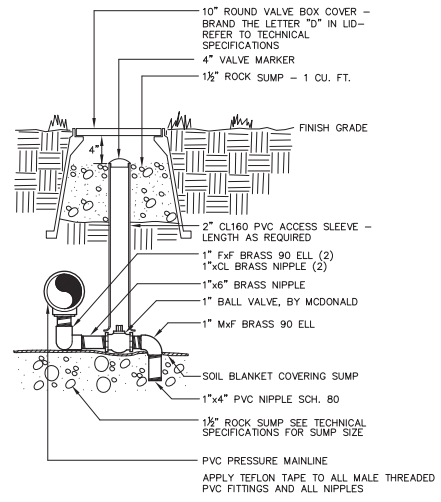 10" ROUND VALVE BOX COVER –
BRAND THE LETTER "D" IN LID–
REFER TO TECHNICAL
SPECIFICATIONS
4" VALVE MARKER
1½" ROCK SUMP – 1 CU. FT.
FINISH GRADE
4"
2" CL160 PVC ACCESS SLEEVE –
LENGTH AS REQUIRED
1" FxF BRASS 90 ELL (2)
1"xCL BRASS NIPPLE (2)
1"x6" BRASS NIPPLE
1" BALL VALVE, BY MCDONALD
1" MxF BRASS 90 ELL
SOIL BLANKET COVERING SUMP
1"x4" PVC NIPPLE SCH. 80
1½" ROCK SUMP SEE TECHNICAL
SPECIFICATIONS FOR SUMP SIZE
PVC PRESSURE MAINLINE
APPLY TEFLON TAPE TO ALL MALE THREADED
PVC FITTINGS AND ALL NIPPLES